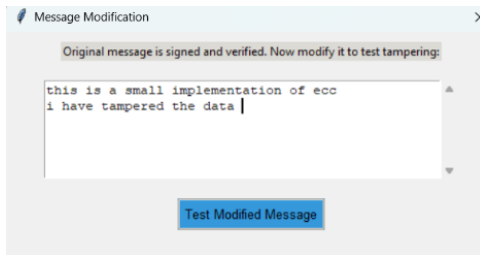 Message Modification
Original message is signed and verified. Now modify it to test tampering:
this is a small implementation of ecc
i have tampered the data
Test Modified Message